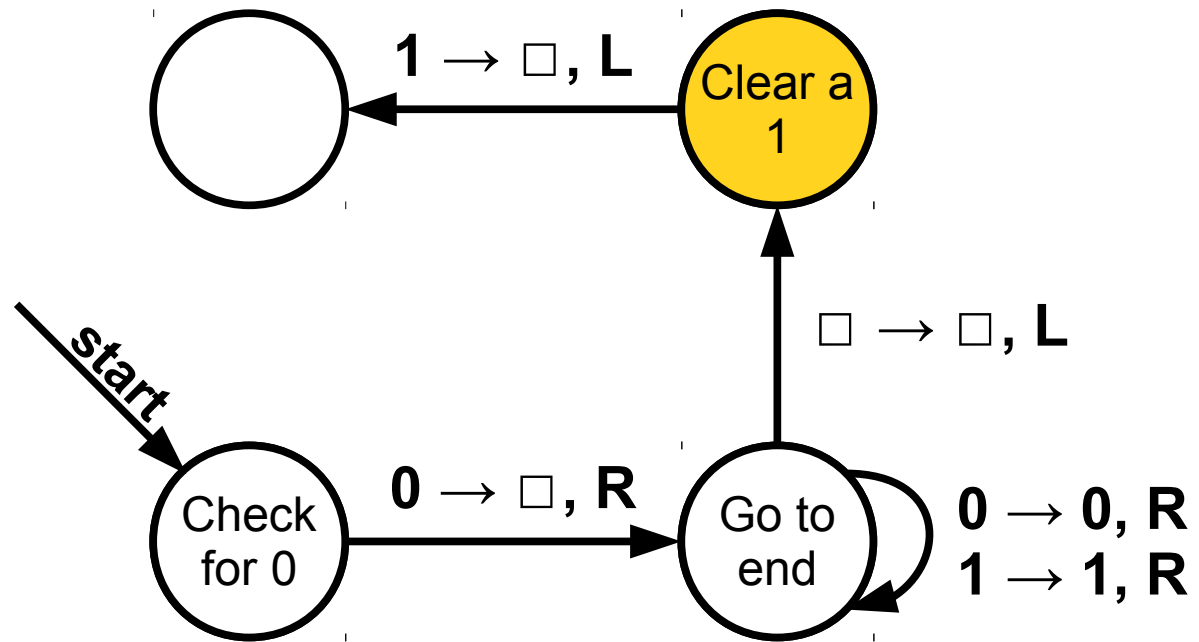 1 → □, L
Clear a
1
start
□ → □, L
Check
for 0
0 → □, R
Go to
end
0 → 0, R
1 → 1, R